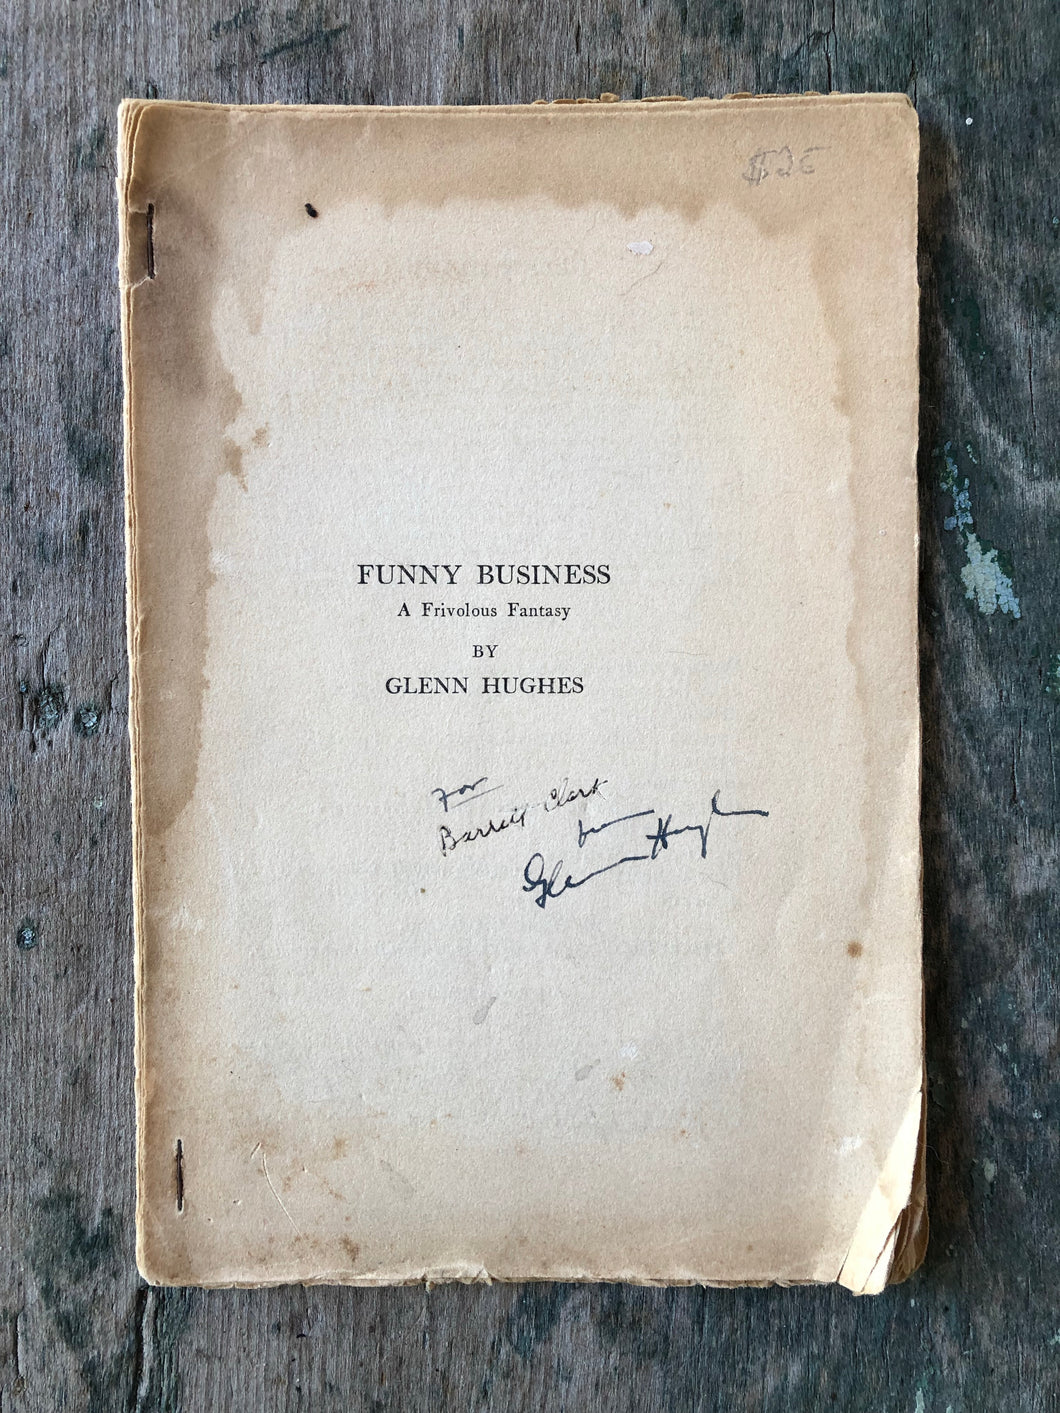 $25
FUNNY BUSINESS
A Frivolous Fantasy
BY
GLENN HUGHES
For
Barrett Clark
from
Glenn Hughes